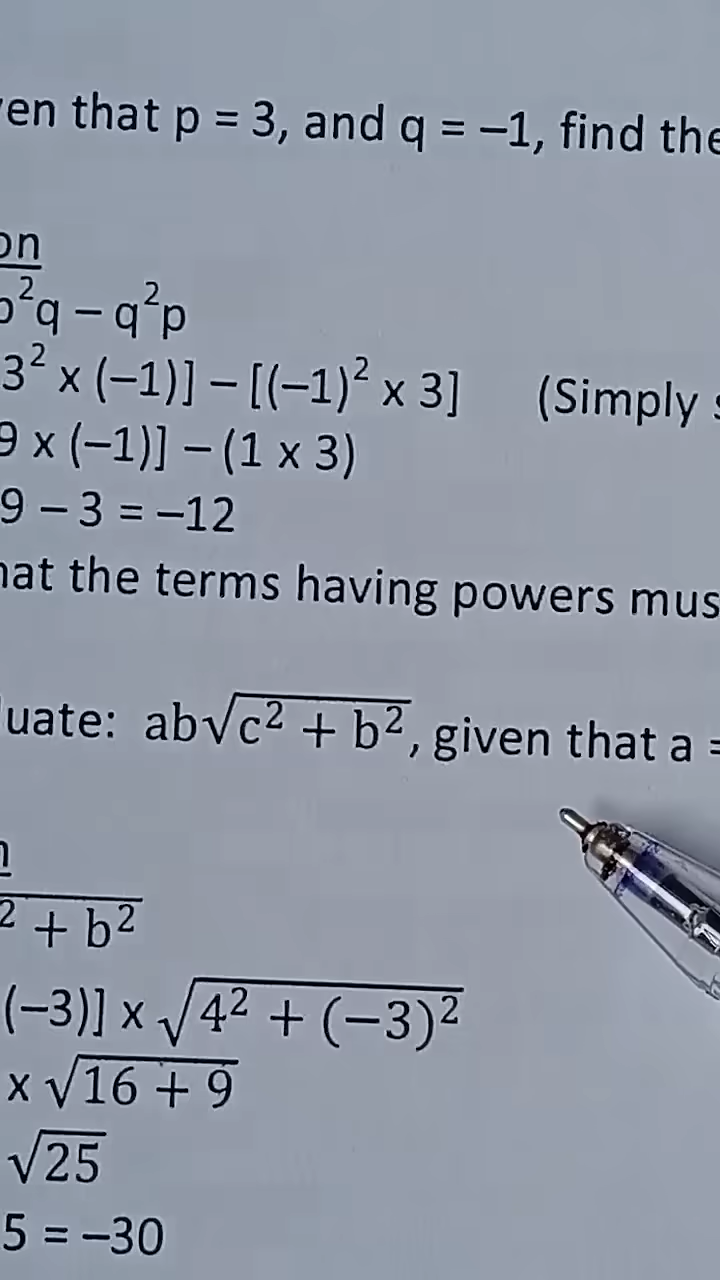 en that p = 3, and q = −1, find the
on
p²q − q²p
3² x (−1)] − [(−1)² x 3] (Simply
9 x (−1)] − (1 x 3)
9 − 3 = −12
hat the terms having powers mus
uate: ab√c² + b², given that a =
n
² + b²
(−3)] x √4² + (−3)²
x √16 + 9
√25
5 = −30